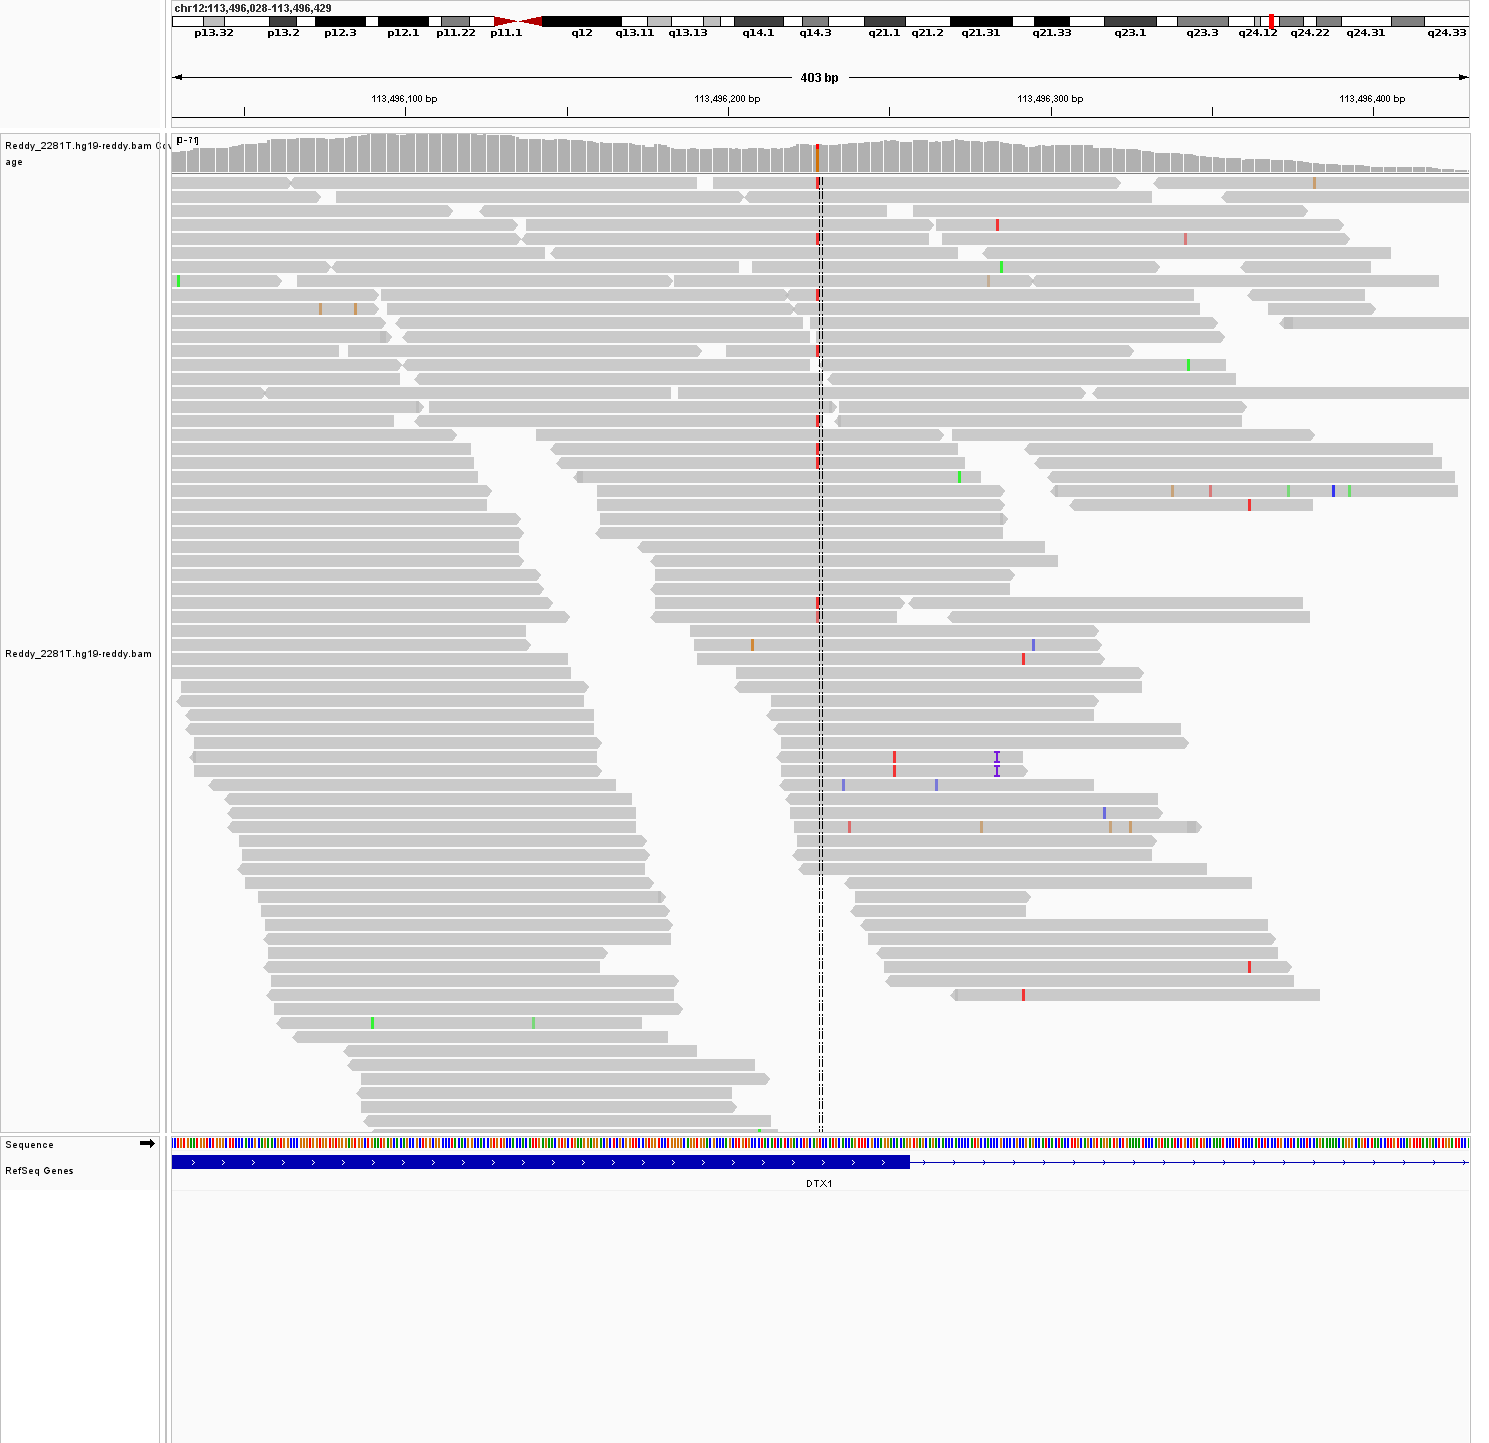 chr12:113,496,028-113,496,429
p13.32 p13.2 p12.3 p12.1 p11.22 p11.1 q12 q13.11 q13.13 q14.1 q14.3 q21.1 q21.2 q21.31 q21.33 q23.1 q23.3 q24.12 q24.22 q24.31 q24.33
403 bp
113,496,100 bp 113,496,200 bp 113,496,300 bp 113,496,400 bp
Reddy_2281T.hg19-reddy.bam Cov
age
[0-71]
Reddy_2281T.hg19-reddy.bam
Sequence
RefSeq Genes
DTX1